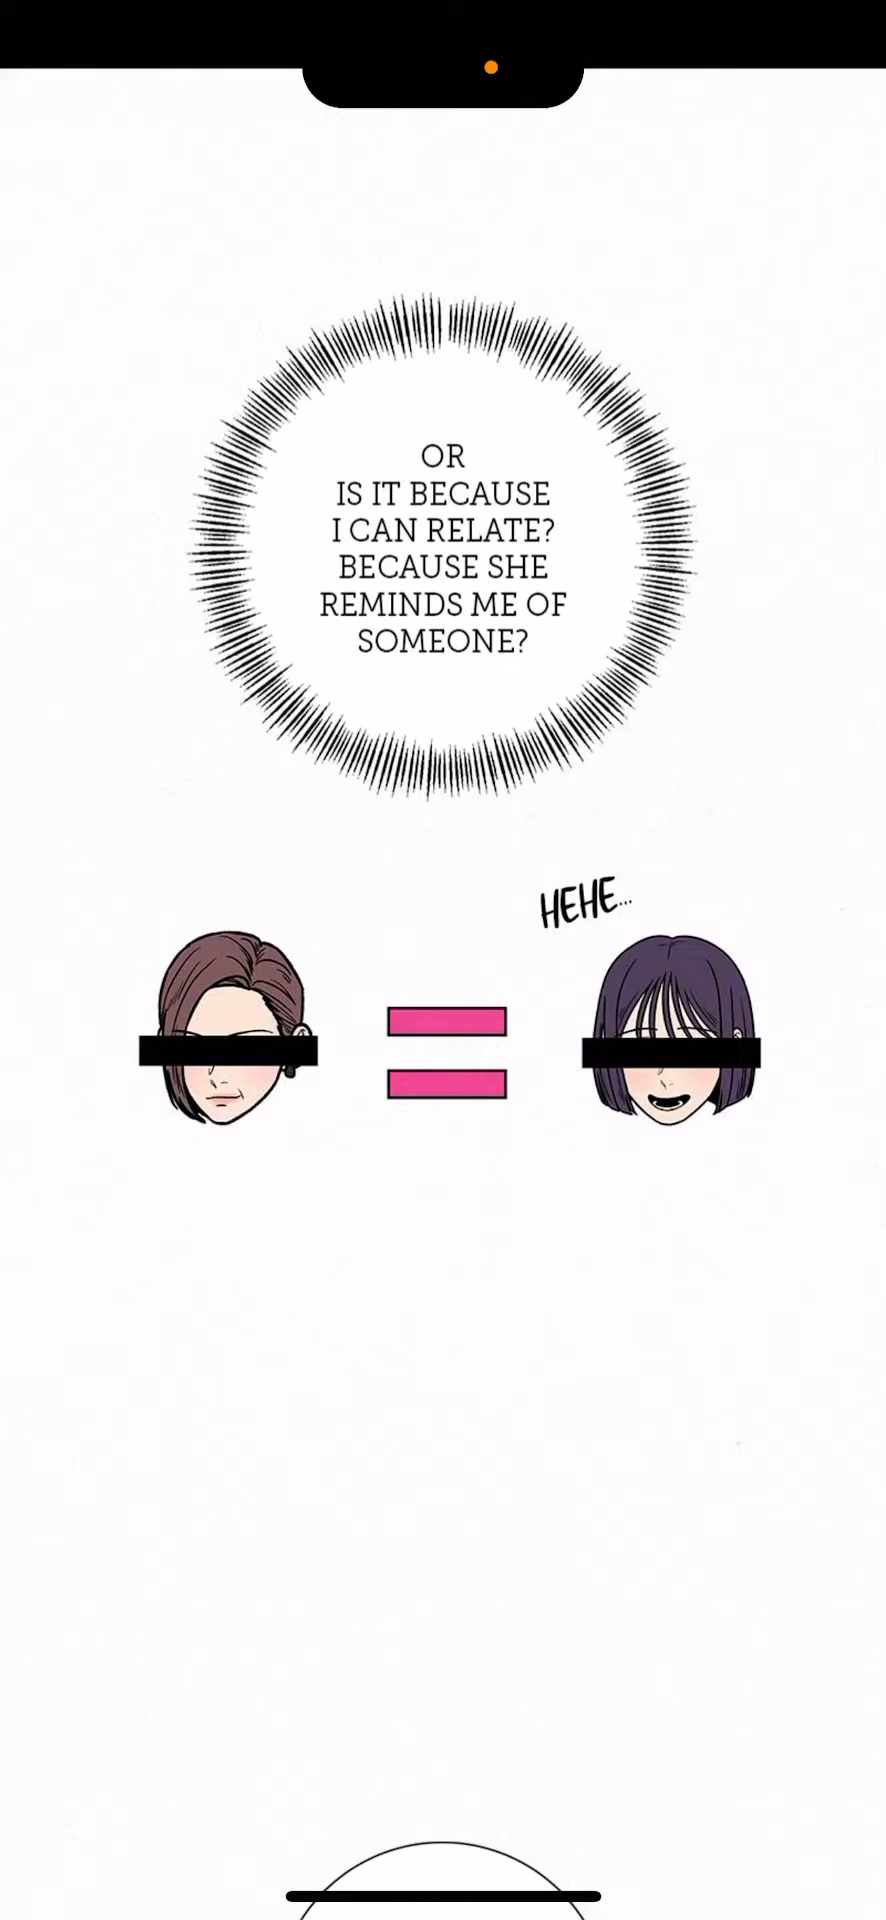 OR
IS IT BECAUSE
I CAN RELATE?
BECAUSE SHE
REMINDS ME OF
SOMEONE?
HEHE...